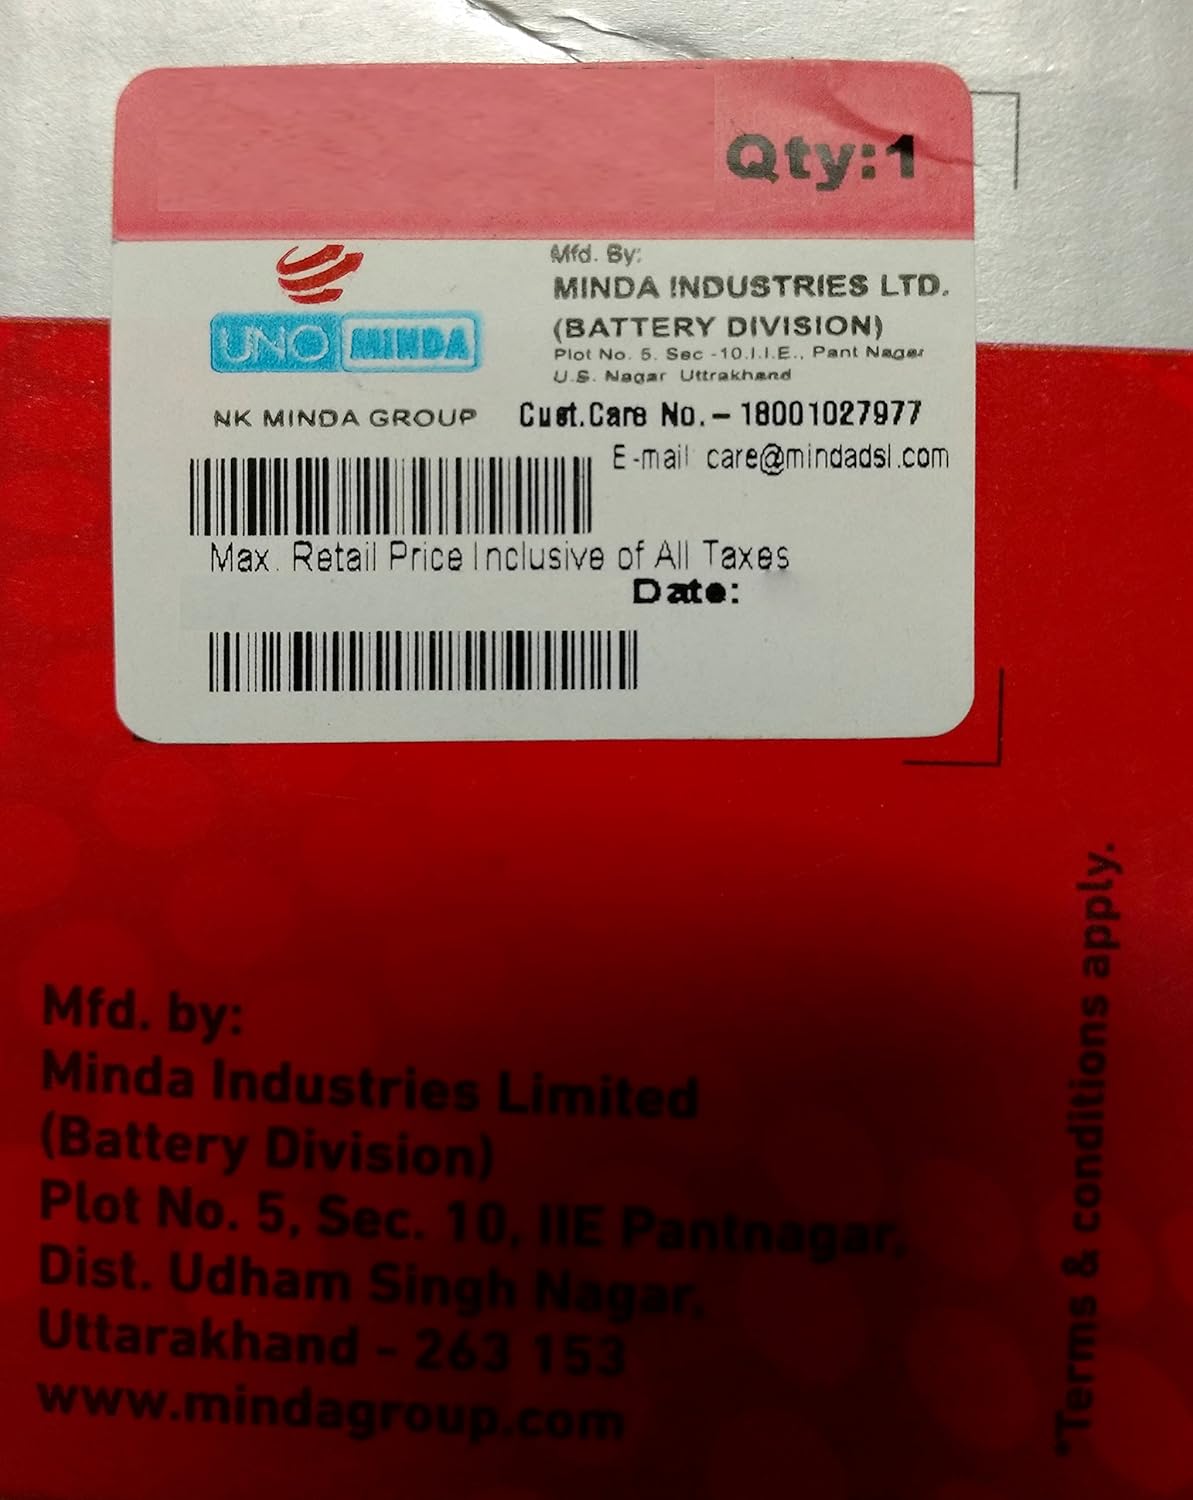 Qty:1
UNO MINDA
NK MINDA GROUP
Mfd. By:
MINDA INDUSTRIES LTD.
(BATTERY DIVISION)
Plot No. 5. Sec -10.I.I.E., Pant Nagar
U.S. Nagar Uttrakhand
Cust.Care No. – 18001027977
E-mail care@mindadsl.com
Max. Retail Price Inclusive of All Taxes
Date:
Mfd. by:
Minda Industries Limited
(Battery Division)
Plot No. 5, Sec. 10, IIE Pantnagar,
Dist. Udham Singh Nagar,
Uttarakhand - 263 153
www.mindagroup.com
*Terms & conditions apply.